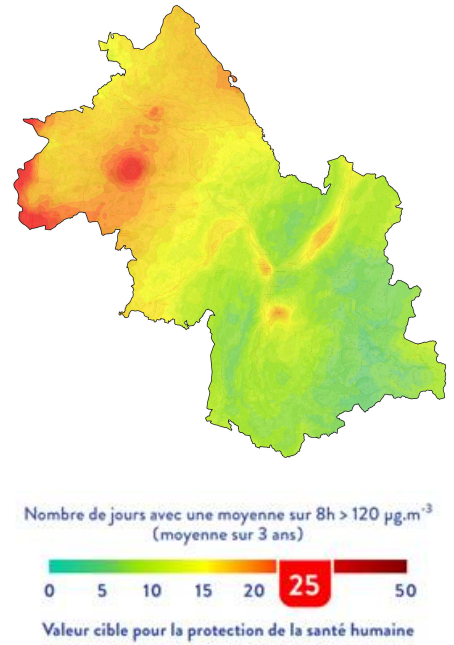 Nombre de jours avec une moyenne sur 8h > 120 µg.m⁻³
(moyenne sur 3 ans)
0 5 10 15 20 25 50
Valeur cible pour la protection de la santé humaine